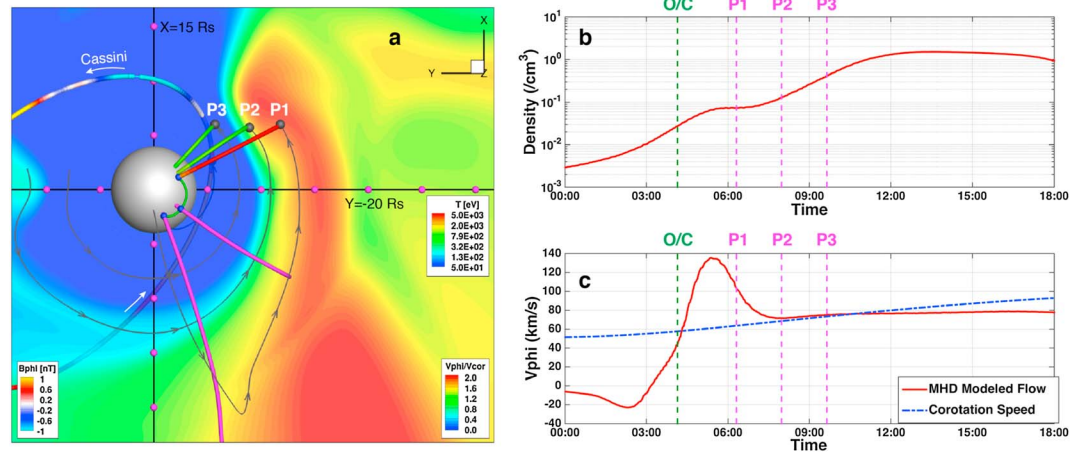 a
X=15 Rs
X
Y
Z
Cassini
P3 P2 P1
Y=-20 Rs
T [eV]
5.0E+03
2.0E+03
7.9E+02
3.2E+02
1.3E+02
5.0E+01
Bphi [nT]
1
0.6
0.2
-0.2
-0.6
-1
Vphi/Vcor
2.0
1.6
1.2
0.8
0.4
0.0
O/C P1 P2 P3
b
Density (/cm³)
10¹
10⁰
10⁻¹
10⁻²
10⁻³
00:00 03:00 06:00 09:00 12:00 15:00 18:00
Time
O/C P1 P2 P3
c
Vphi (km/s)
140
120
100
80
60
40
20
0
-20
-40
MHD Modeled Flow
Corotation Speed
00:00 03:00 06:00 09:00 12:00 15:00 18:00
Time